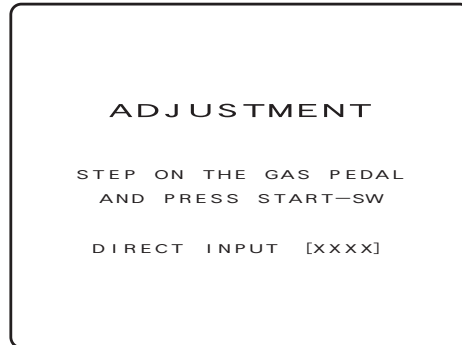 ADJUSTMENT
STEP ON THE GAS PEDAL
AND PRESS START—SW
DIRECT INPUT [XXXX]